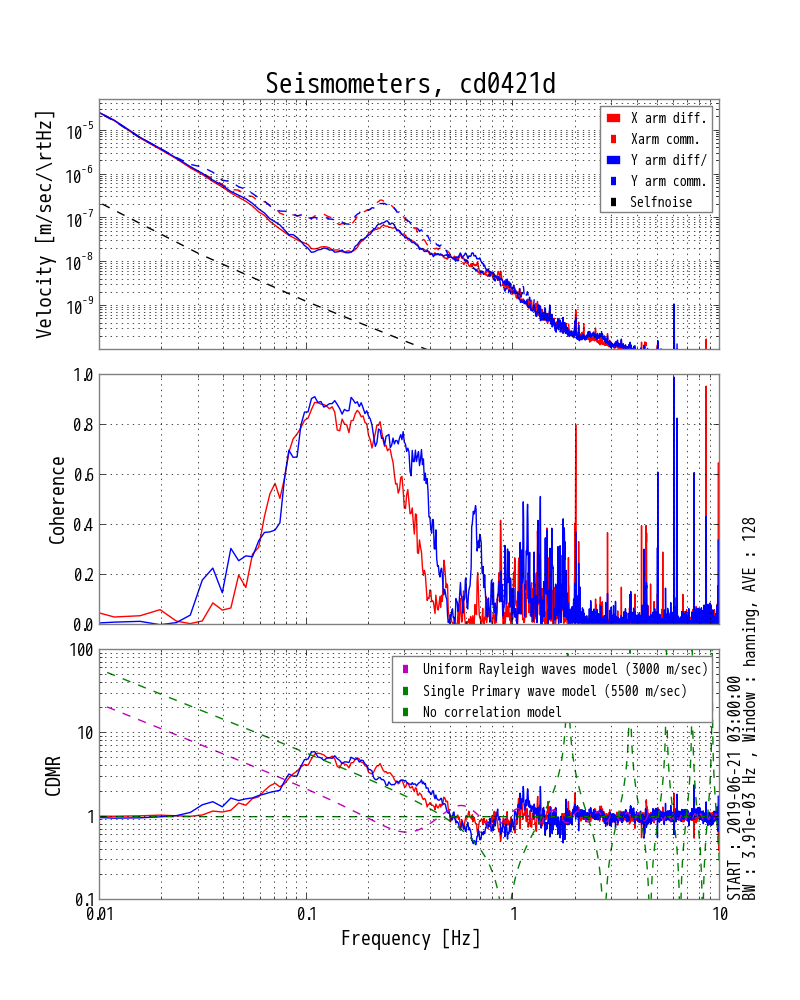 Seismometers, cd0421d
Velocity [m/sec/\rtHz]
10^-5
10^-6
10^-7
10^-8
10^-9
X arm diff.
Xarm comm.
Y arm diff/
Y arm comm.
Selfnoise
Coherence
1.0
0.8
0.6
0.4
0.2
0.0
CDMR
100
10
1
0.1
Uniform Rayleigh waves model (3000 m/sec)
Single Primary wave model (5500 m/sec)
No correlation model
0.01
0.1
1
10
Frequency [Hz]
START : 2019-06-21 03:00:00
BW : 3.91e-03 Hz , Window : hanning, AVE : 128